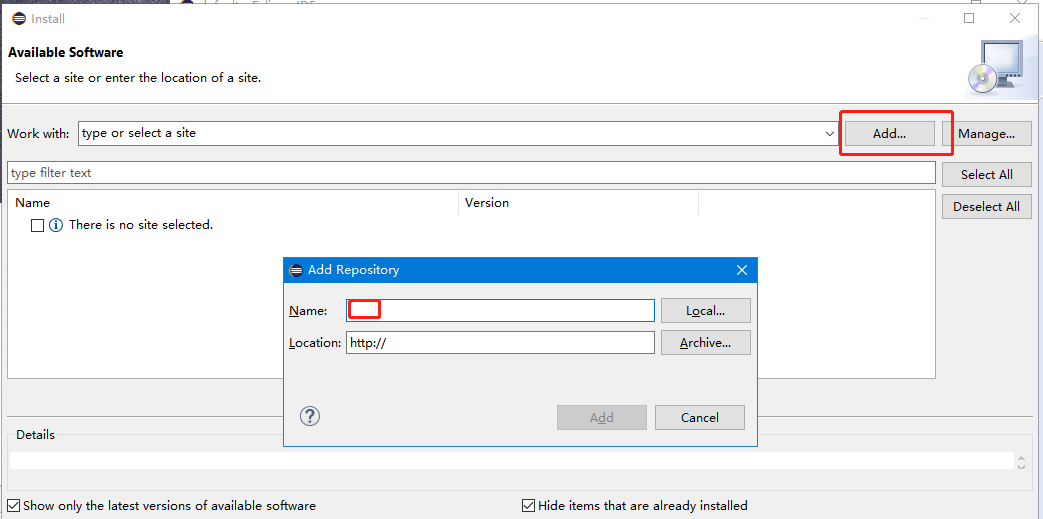 Install
Available Software
Select a site or enter the location of a site.
Work with: type or select a site Add... Manage...
type filter text Select All
Name Version
Deselect All
There is no site selected.
Add Repository
Name: Local...
Location: http:// Archive...
Add Cancel
Details
Show only the latest versions of available software Hide items that are already installed